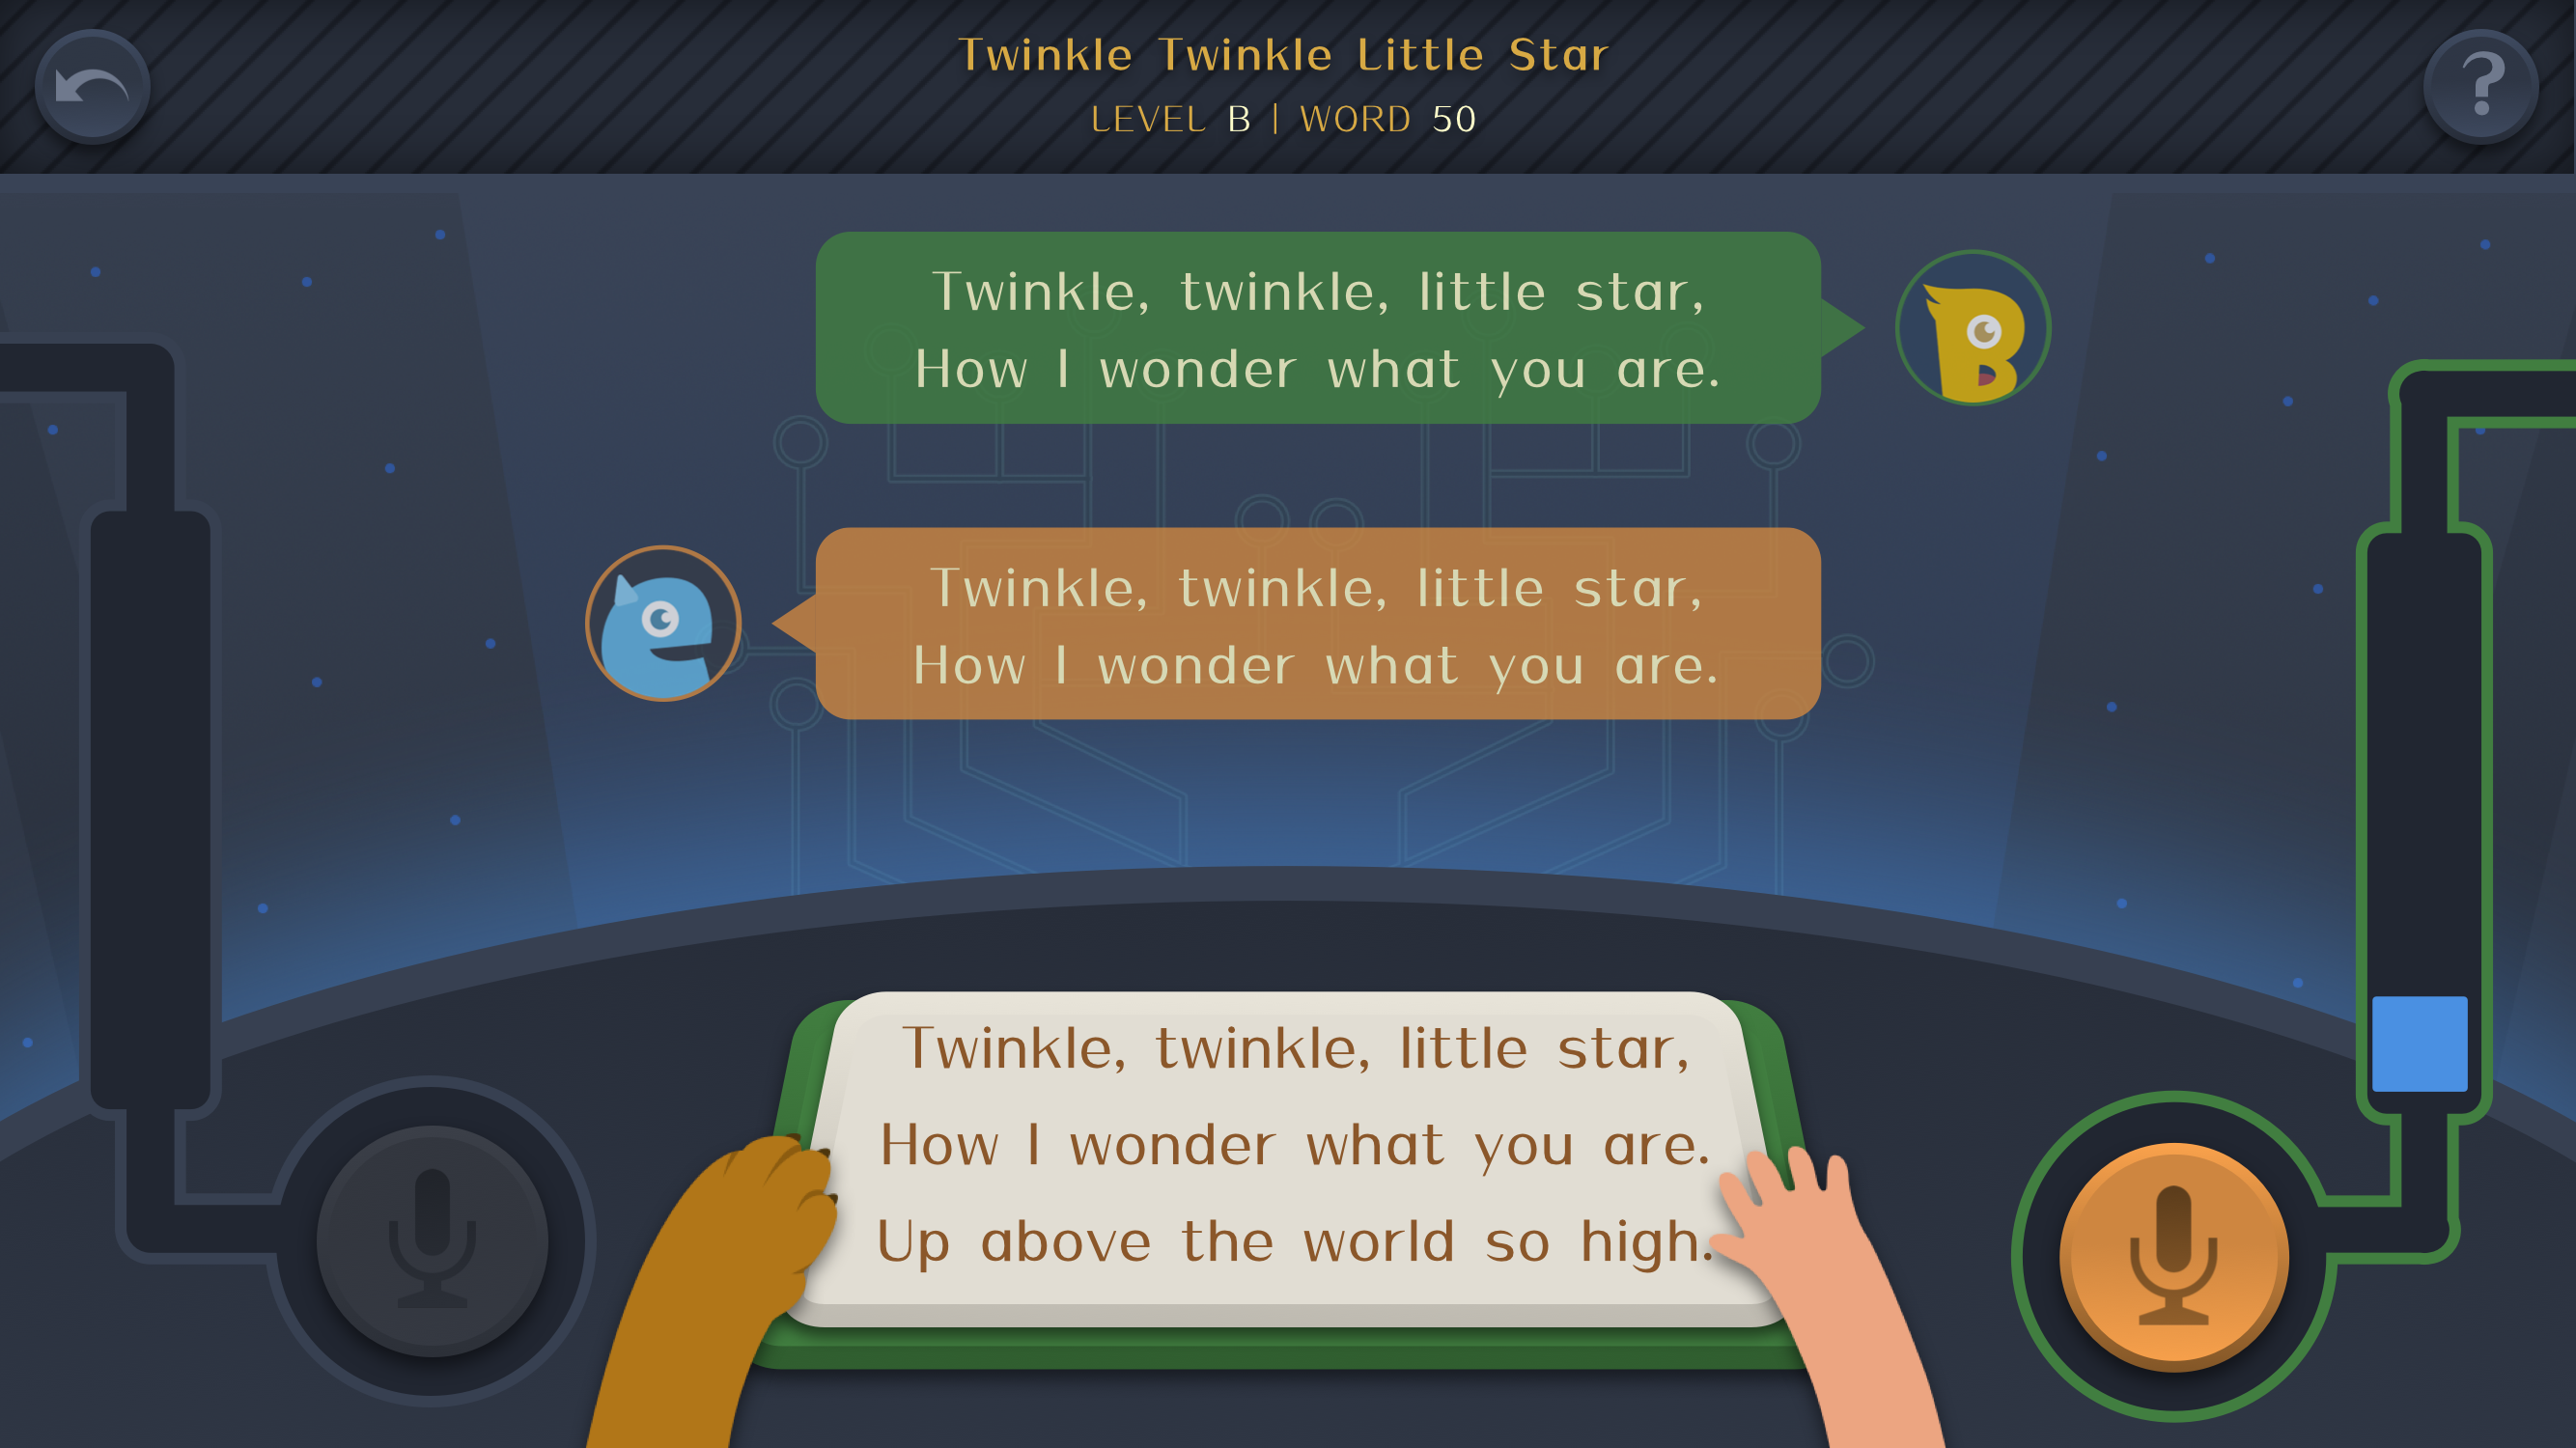 Twinkle Twinkle Little Star
LEVEL B | WORD 50
?
Twinkle, twinkle, little star,
How I wonder what you are.
Twinkle, twinkle, little star,
How I wonder what you are.
Twinkle, twinkle, little star,
How I wonder what you are.
Up above the world so high.